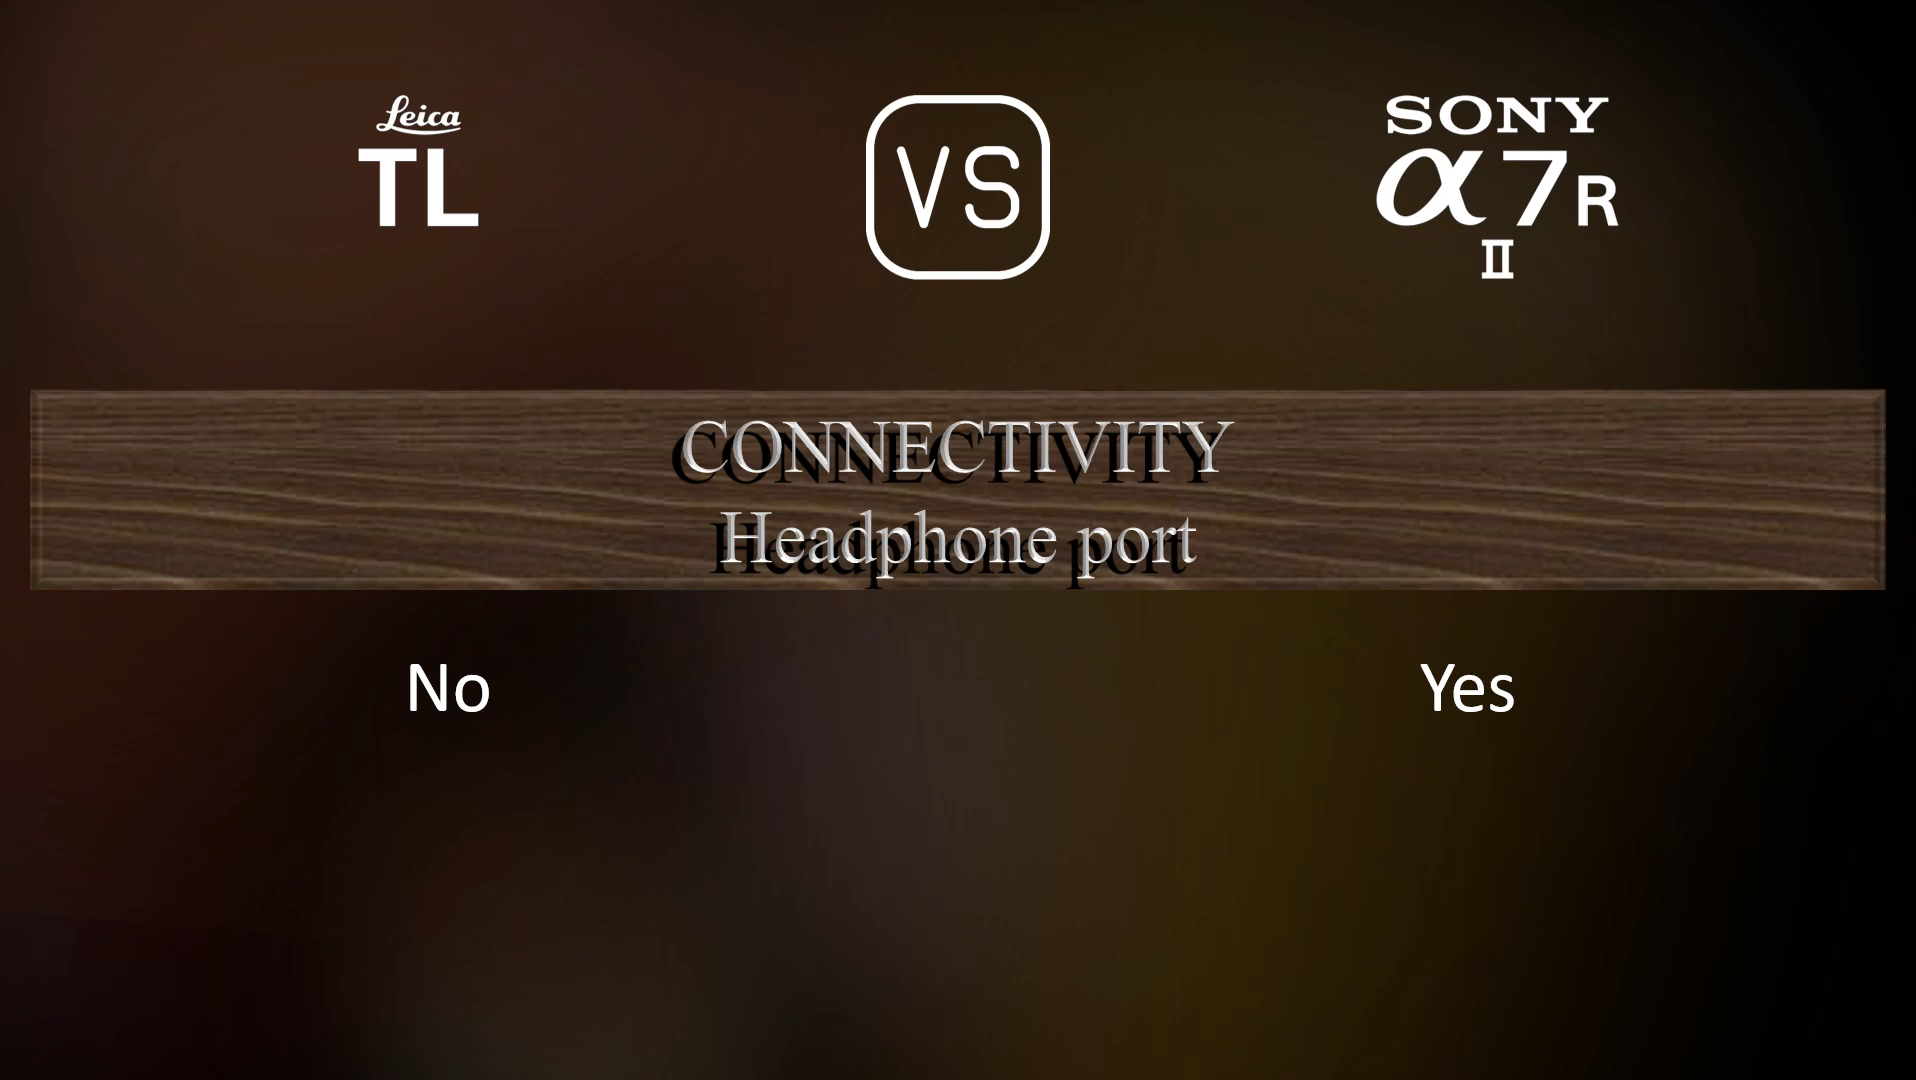 Leica
TL
VS
SONY
α7R
II
CONNECTIVITY
Headphone port
No
Yes